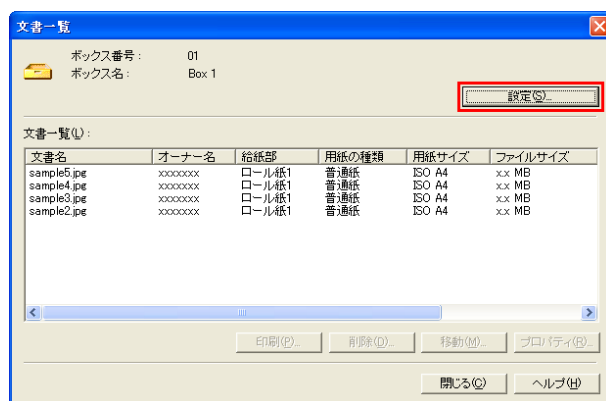 文書一覧
ボックス番号: 01
ボックス名: Box 1
設定(S)...
文書一覧(L):
文書名 オーナー名 給紙部 用紙の種類 用紙サイズ ファイルサイズ
sample5.jpg xxxxxxx ロール紙1 普通紙 ISO A4 x.x MB
sample4.jpg xxxxxxx ロール紙1 普通紙 ISO A4 x.x MB
sample3.jpg xxxxxxx ロール紙1 普通紙 ISO A4 x.x MB
sample2.jpg xxxxxxx ロール紙1 普通紙 ISO A4 x.x MB
印刷(P)... 削除(D)... 移動(M)... プロパティ(R)...
閉じる(C) ヘルプ(H)